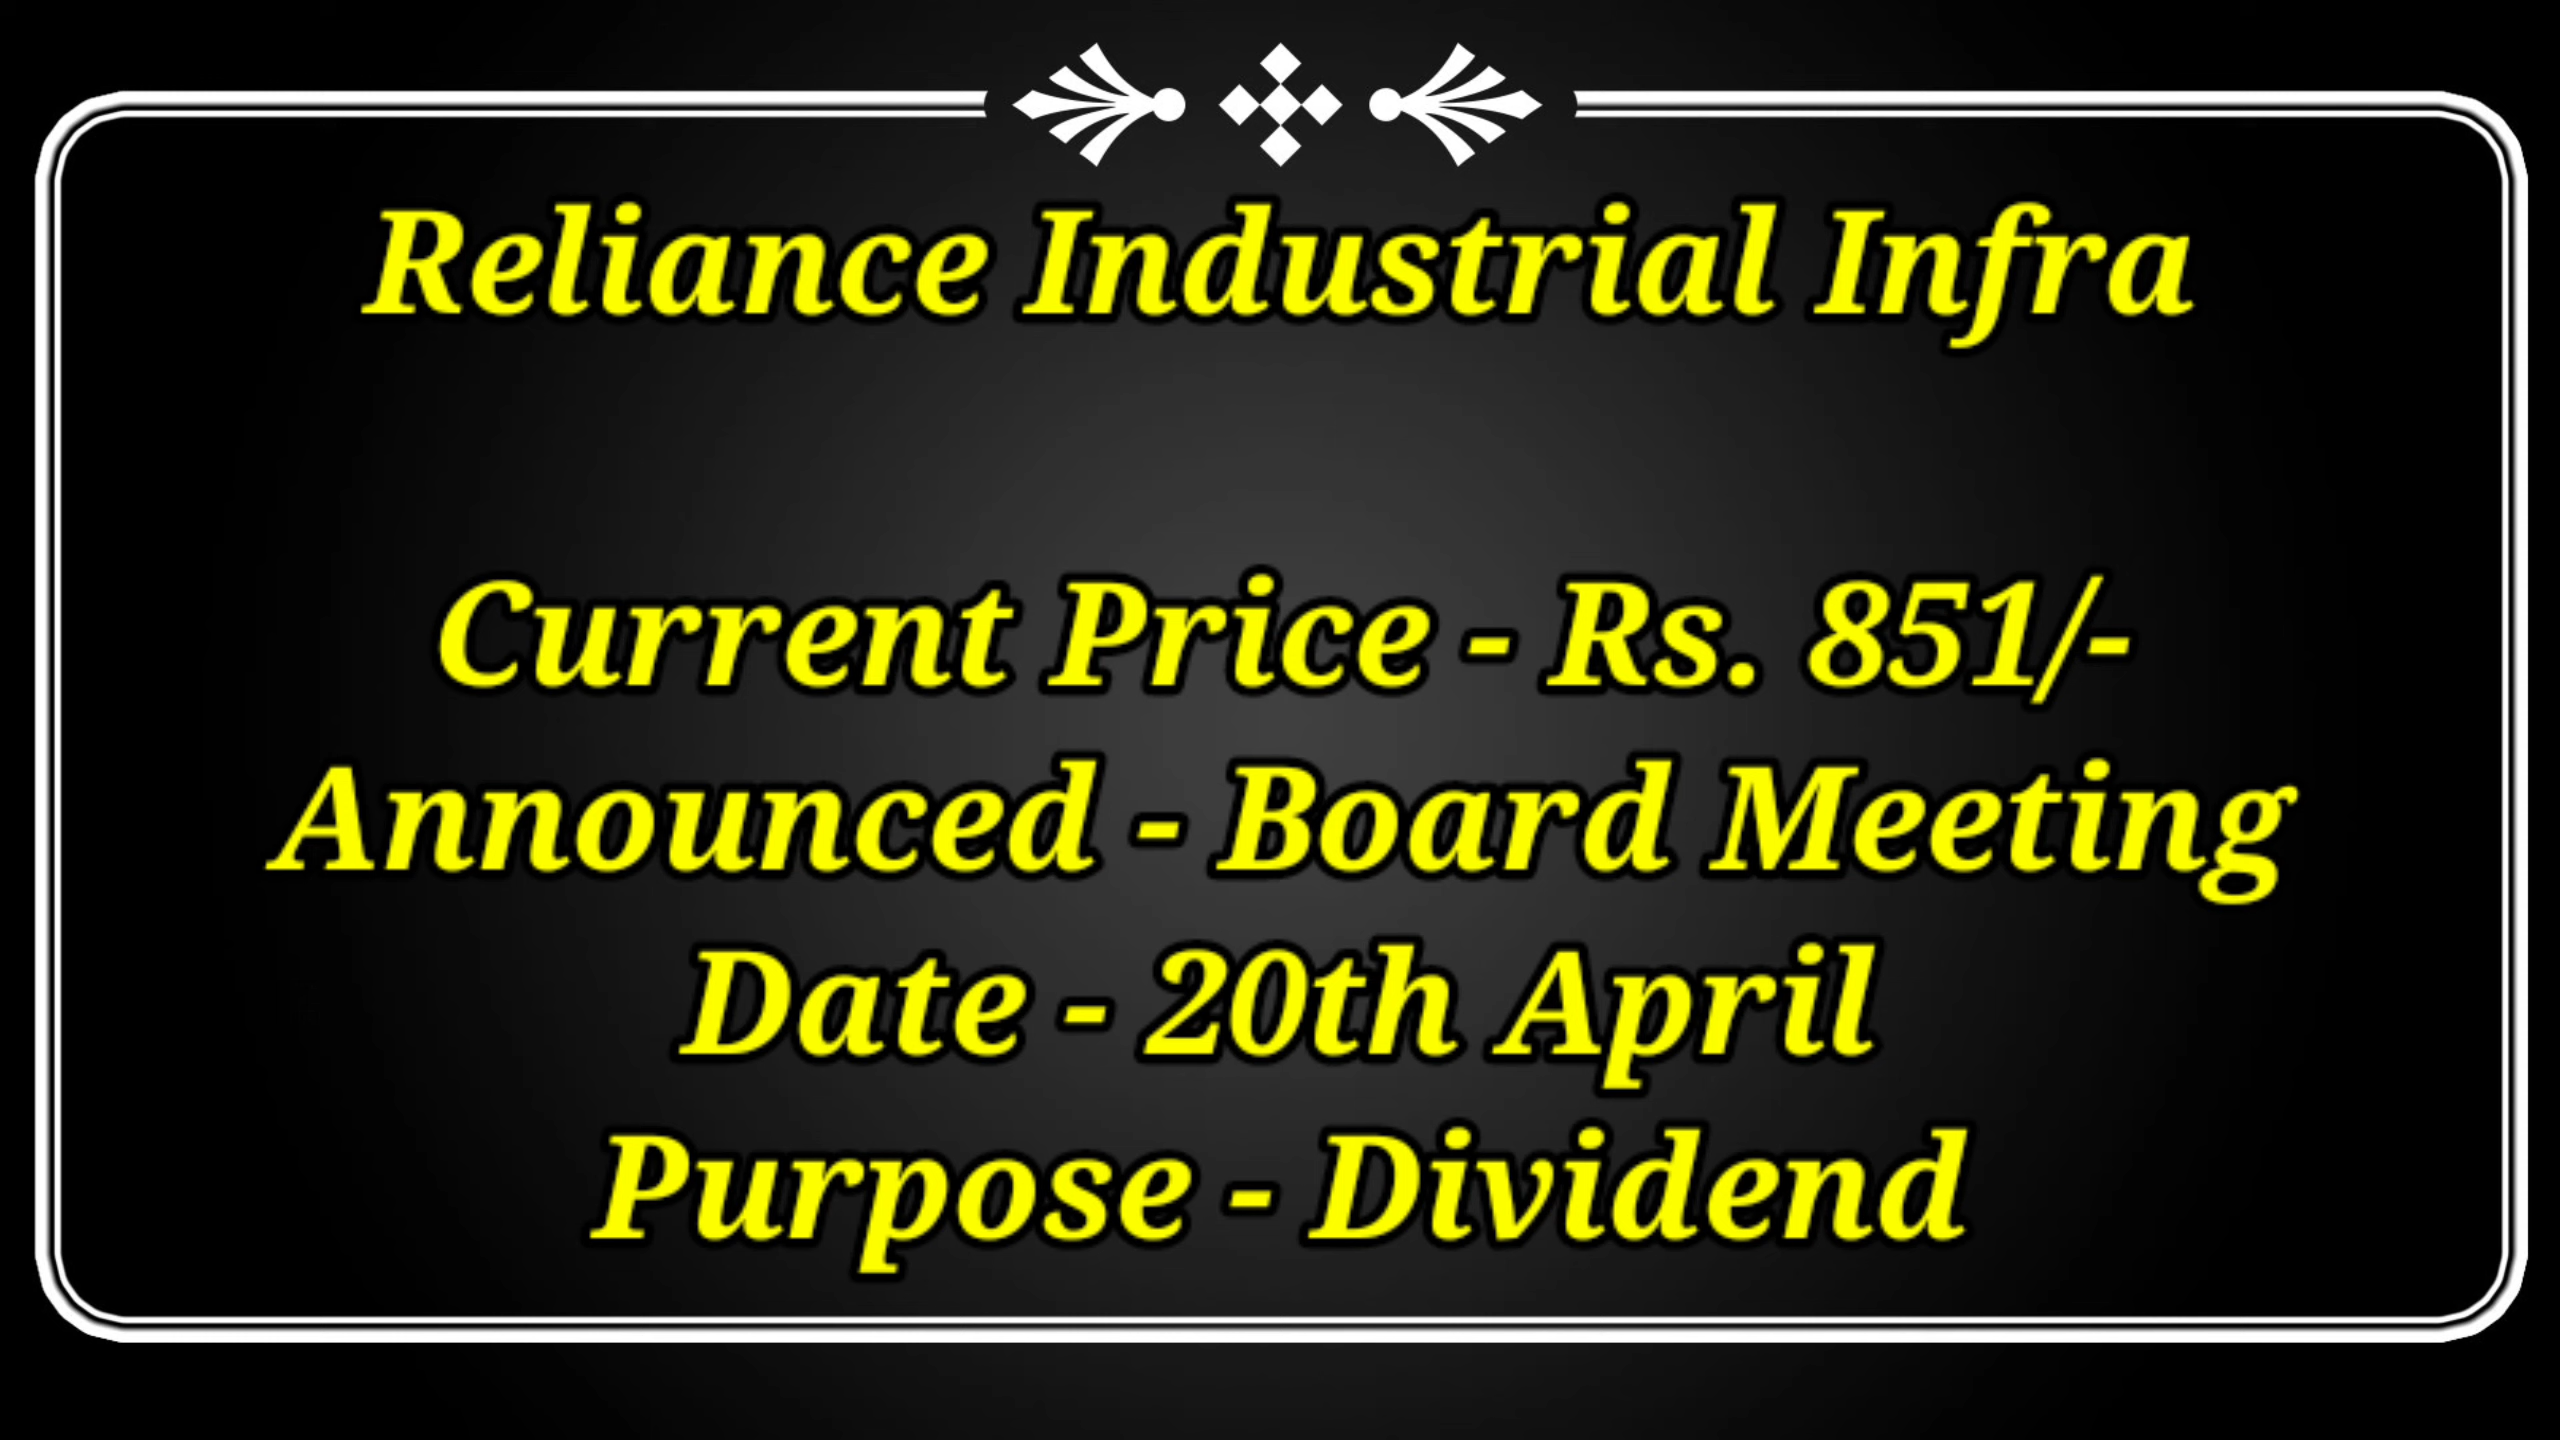 Reliance Industrial Infra
Current Price - Rs. 851/-
Announced - Board Meeting
Date - 20th April
Purpose - Dividend